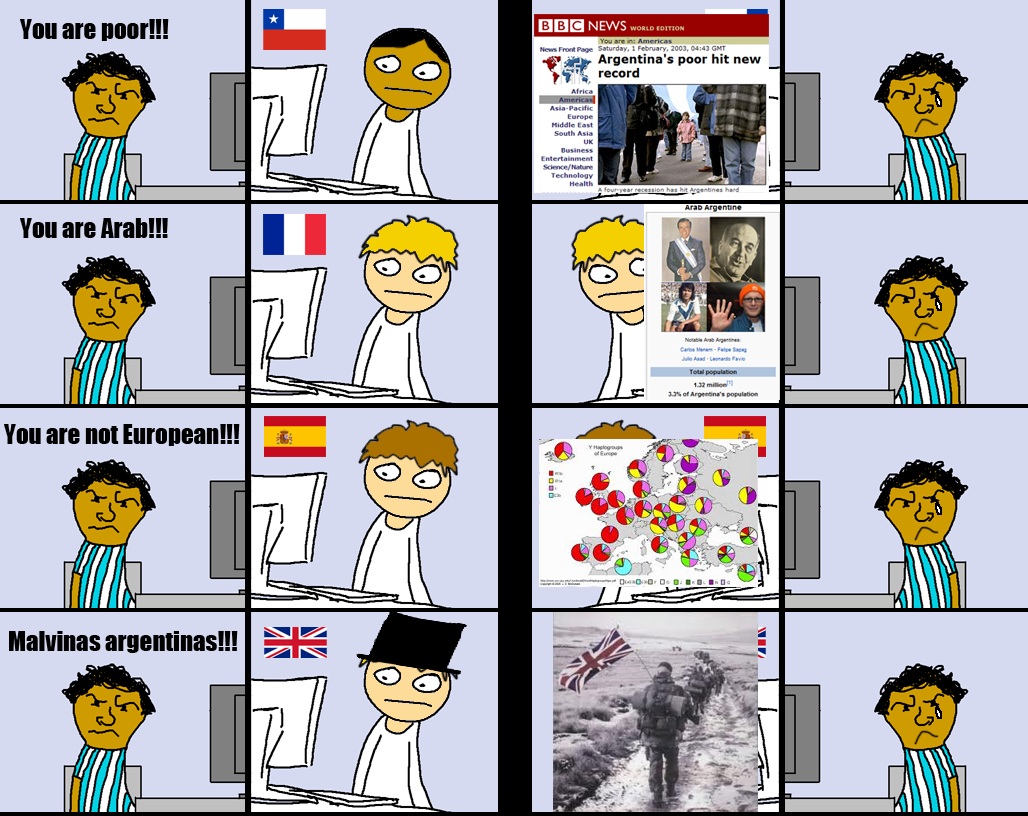 You are poor!!!
BBC NEWS WORLD EDITION
You are in: Americas
News Front Page
Saturday, 1 February, 2003, 04:43 GMT
Argentina's poor hit new
record
Africa
Americas
Asia-Pacific
Europe
Middle East
South Asia
UK
Business
Entertainment
Science/Nature
Technology
Health
A four-year recession has hit Argentines hard
You are Arab!!!
Arab Argentine
Notable Arab Argentines:
Carlos Menem · Felipe Sapag
Julio Asad · Leonardo Favio
Total population
1.32 million[1]
3.3% of Argentina's population
You are not European!!!
Y Haplogroups
of Europe
Malvinas argentinas!!!